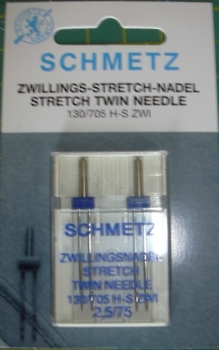 SCHMETZ
ZWILLINGS-STRETCH-NADEL
STRETCH TWIN NEEDLE
130/705 H-S ZWI
SCHMETZ
ZWILLINGSNADEL-
STRETCH
TWIN NEEDLE
130/705 H-S ZWI
2,5/75